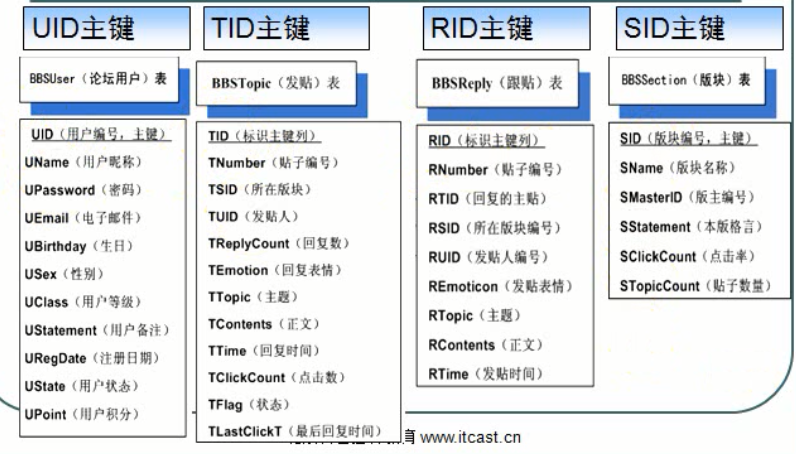 UID主键
TID主键
RID主键
SID主键
BBSUser（论坛用户）表
BBSTopic（发贴）表
BBSReply（跟贴）表
BBSSection（版块）表
UID（用户编号，主键）
UName（用户昵称）
UPassword（密码）
UEmail（电子邮件）
UBirthday（生日）
USex（性别）
UClass（用户等级）
UStatement（用户备注）
URegDate（注册日期）
UState（用户状态）
UPoint（用户积分）
TID（标识主键列）
TNumber（贴子编号）
TSID（所在版块）
TUID（发贴人）
TReplyCount（回复数）
TEmotion（回复表情）
TTopic（主题）
TContents（正文）
TTime（回复时间）
TClickCount（点击数）
TFlag（状态）
TLastClickT（最后回复时间）
RID（标识主键列）
RNumber（贴子编号）
RTID（回复的主贴）
RSID（所在版块编号）
RUID（发贴人编号）
REmoticon（发贴表情）
RTopic（主题）
RContents（正文）
RTime（发贴时间）
SID（版块编号，主键）
SName（版块名称）
SMasterID（版主编号）
SStatement（本版格言）
SClickCount（点击率）
STopicCount（贴子数量）
育 www.itcast.cn